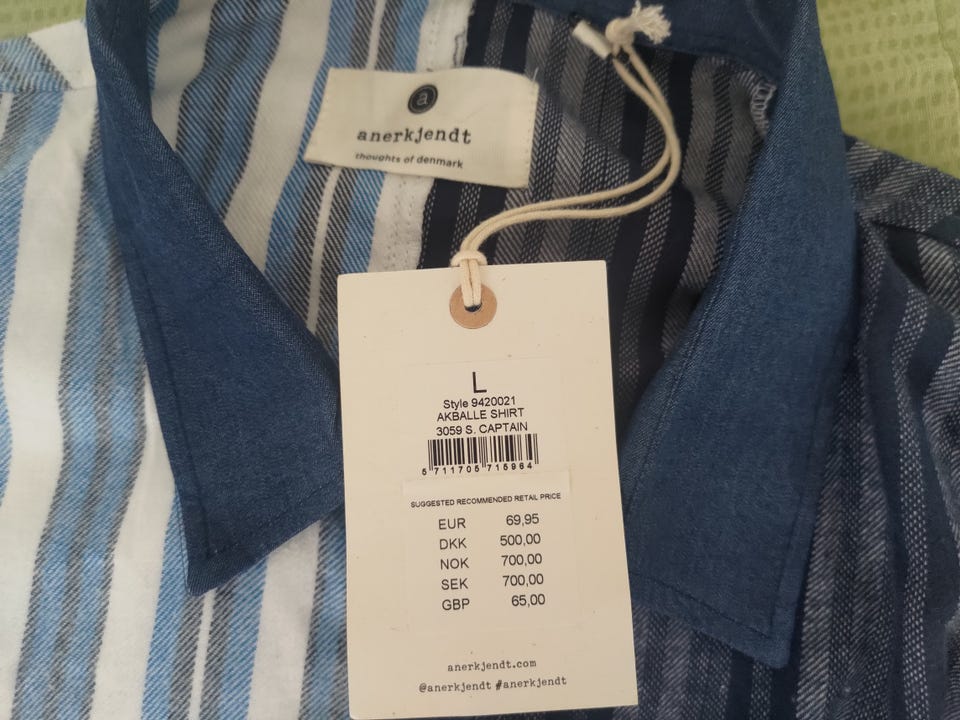 a
anerkjendt
thoughts of denmark
L
Style 9420021
AKBALLE SHIRT
3059 S. CAPTAIN
5 711705 715964
SUGGESTED RECOMMENDED RETAIL PRICE
EUR 69,95
DKK 500,00
NOK 700,00
SEK 700,00
GBP 65,00
anerkjendt.com
@anerkjendt #anerkjendt